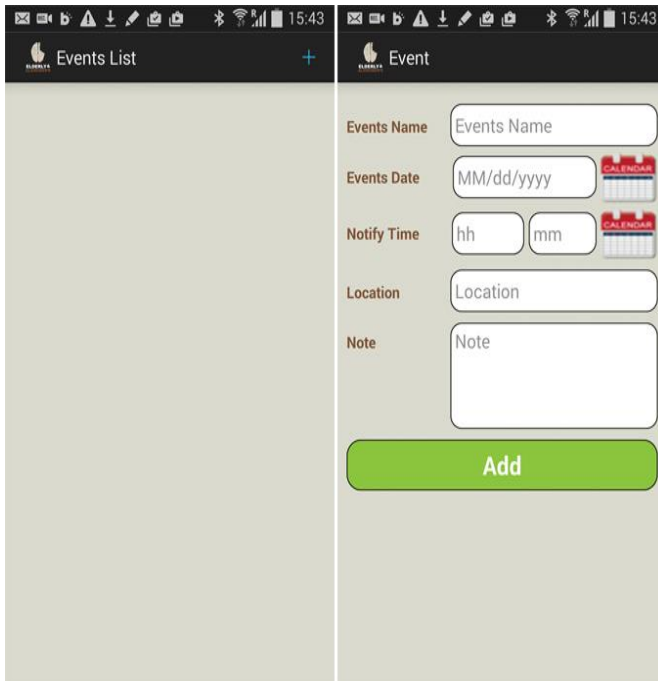 15:43
Events List
+
15:43
Event
Events Name Events Name
Events Date MM/dd/yyyy CALENDAR
Notify Time hh mm CALENDAR
Location Location
Note Note
Add